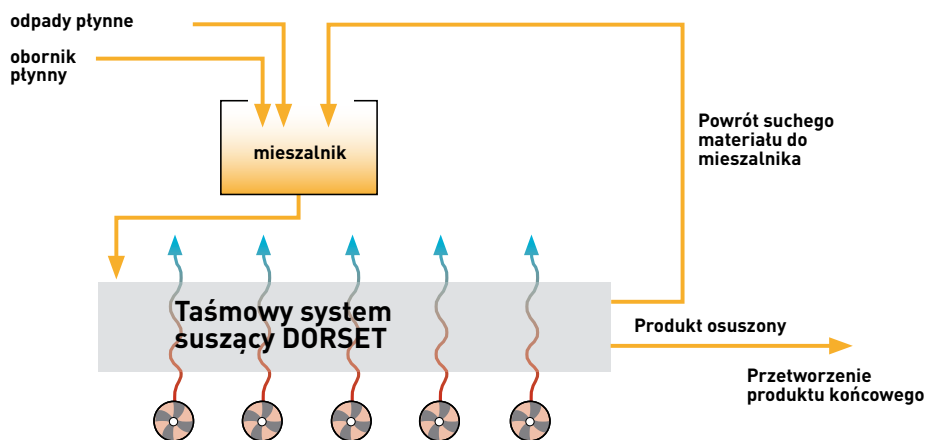 odpady płynne
obornik
płynny
mieszalnik
Powrót suchego
materiału do
mieszalnika
Taśmowy system
suszący DORSET
Produkt osuszony
Przetworzenie
produktu końcowego